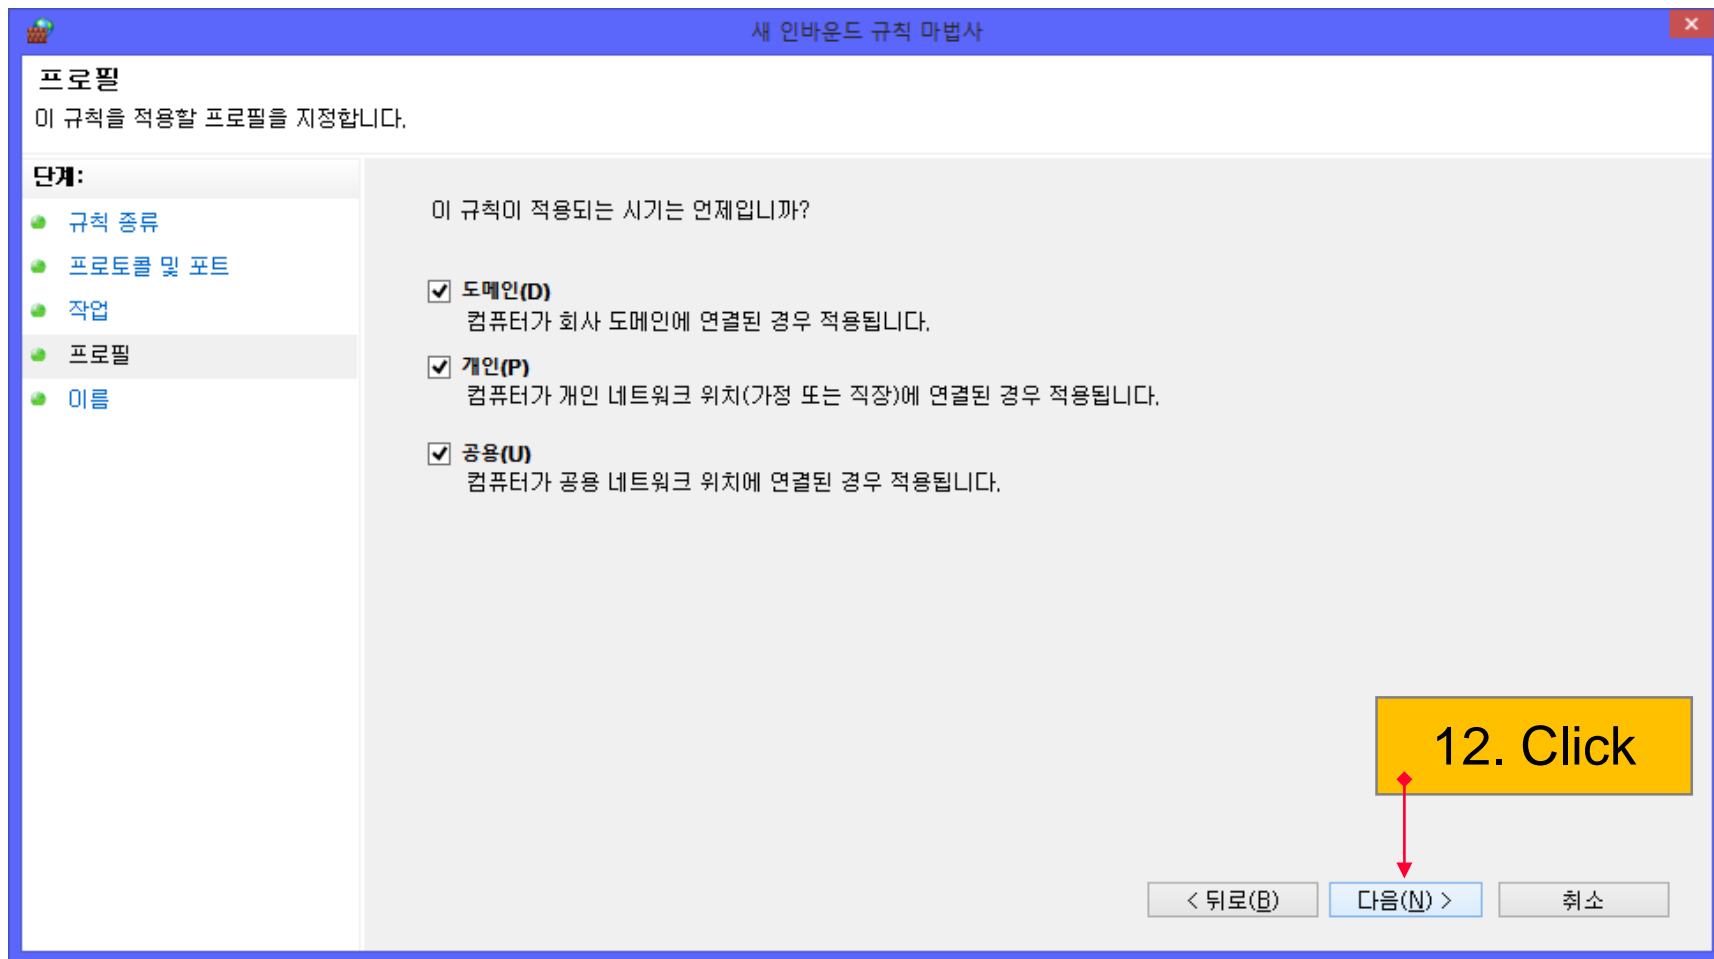 새 인바운드 규칙 마법사
프로필
이 규칙을 적용할 프로필을 지정합니다.
단계:
규칙 종류
프로토콜 및 포트
작업
프로필
이름
이 규칙이 적용되는 시기는 언제입니까?
도메인(D)
컴퓨터가 회사 도메인에 연결된 경우 적용됩니다.
개인(P)
컴퓨터가 개인 네트워크 위치(가정 또는 직장)에 연결된 경우 적용됩니다.
공용(U)
컴퓨터가 공용 네트워크 위치에 연결된 경우 적용됩니다.
12. Click
< 뒤로(B) 다음(N) > 취소